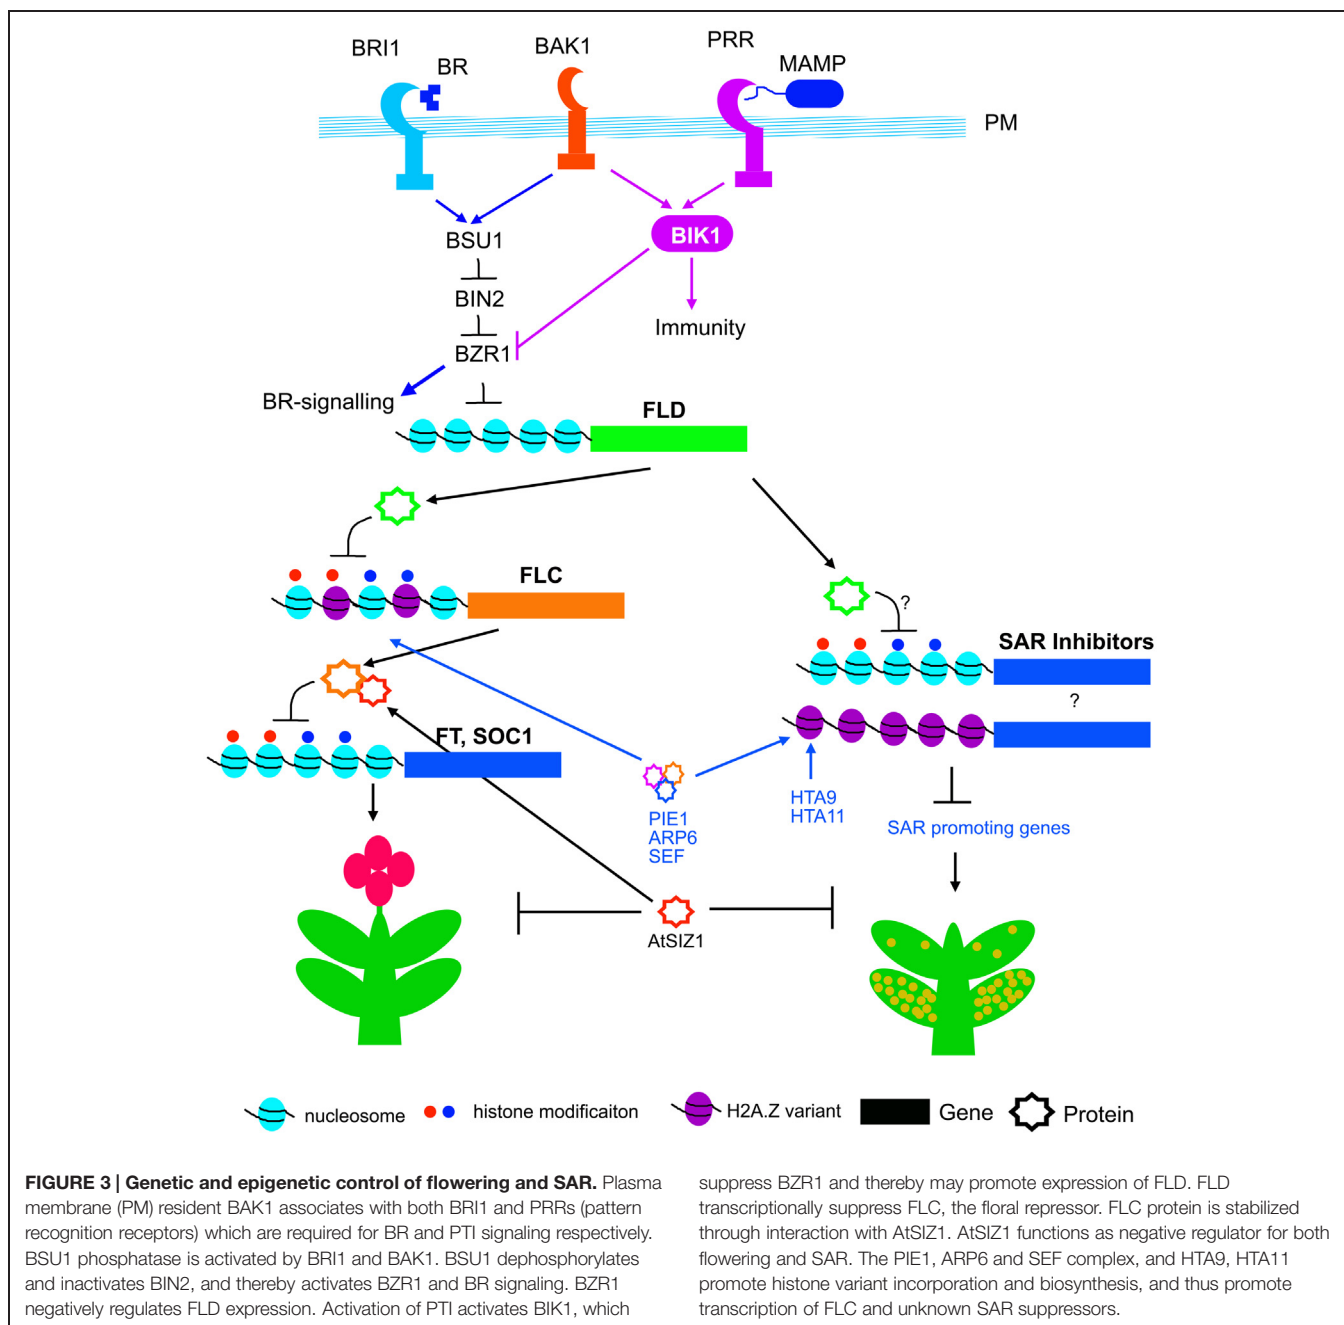 BRI1
BR
BAK1
PRR
MAMP
PM
BSU1
BIK1
BIN2
Immunity
BZR1
BR-signalling
FLD
FLC
?
SAR Inhibitors
?
FT, SOC1
PIE1
ARP6
SEF
HTA9
HTA11
SAR promoting genes
AtSIZ1
nucleosome
histone modificaiton
H2A.Z variant
Gene
Protein
FIGURE 3 | Genetic and epigenetic control of flowering and SAR. Plasma
membrane (PM) resident BAK1 associates with both BRI1 and PRRs (pattern
recognition receptors) which are required for BR and PTI signaling respectively.
BSU1 phosphatase is activated by BRI1 and BAK1. BSU1 dephosphorylates
and inactivates BIN2, and thereby activates BZR1 and BR signaling. BZR1
negatively regulates FLD expression. Activation of PTI activates BIK1, which
suppress BZR1 and thereby may promote expression of FLD. FLD
transcriptionally suppress FLC, the floral repressor. FLC protein is stabilized
through interaction with AtSIZ1. AtSIZ1 functions as negative regulator for both
flowering and SAR. The PIE1, ARP6 and SEF complex, and HTA9, HTA11
promote histone variant incorporation and biosynthesis, and thus promote
transcription of FLC and unknown SAR suppressors.